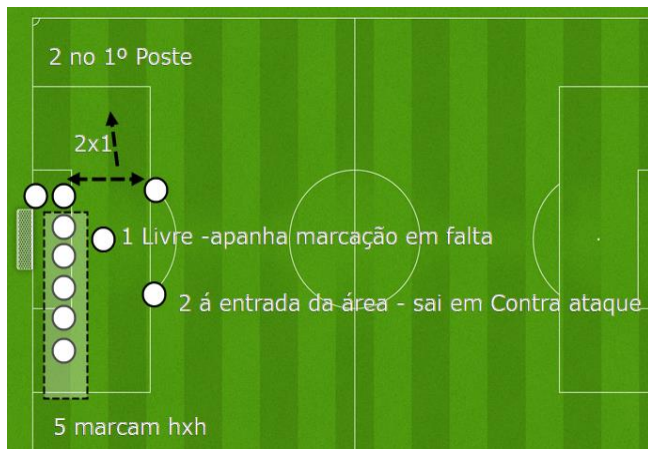 2 no 1º Poste
2x1
1 Livre -apanha marcação em falta
2 á entrada da área - sai em Contra ataque
5 marcam hxh